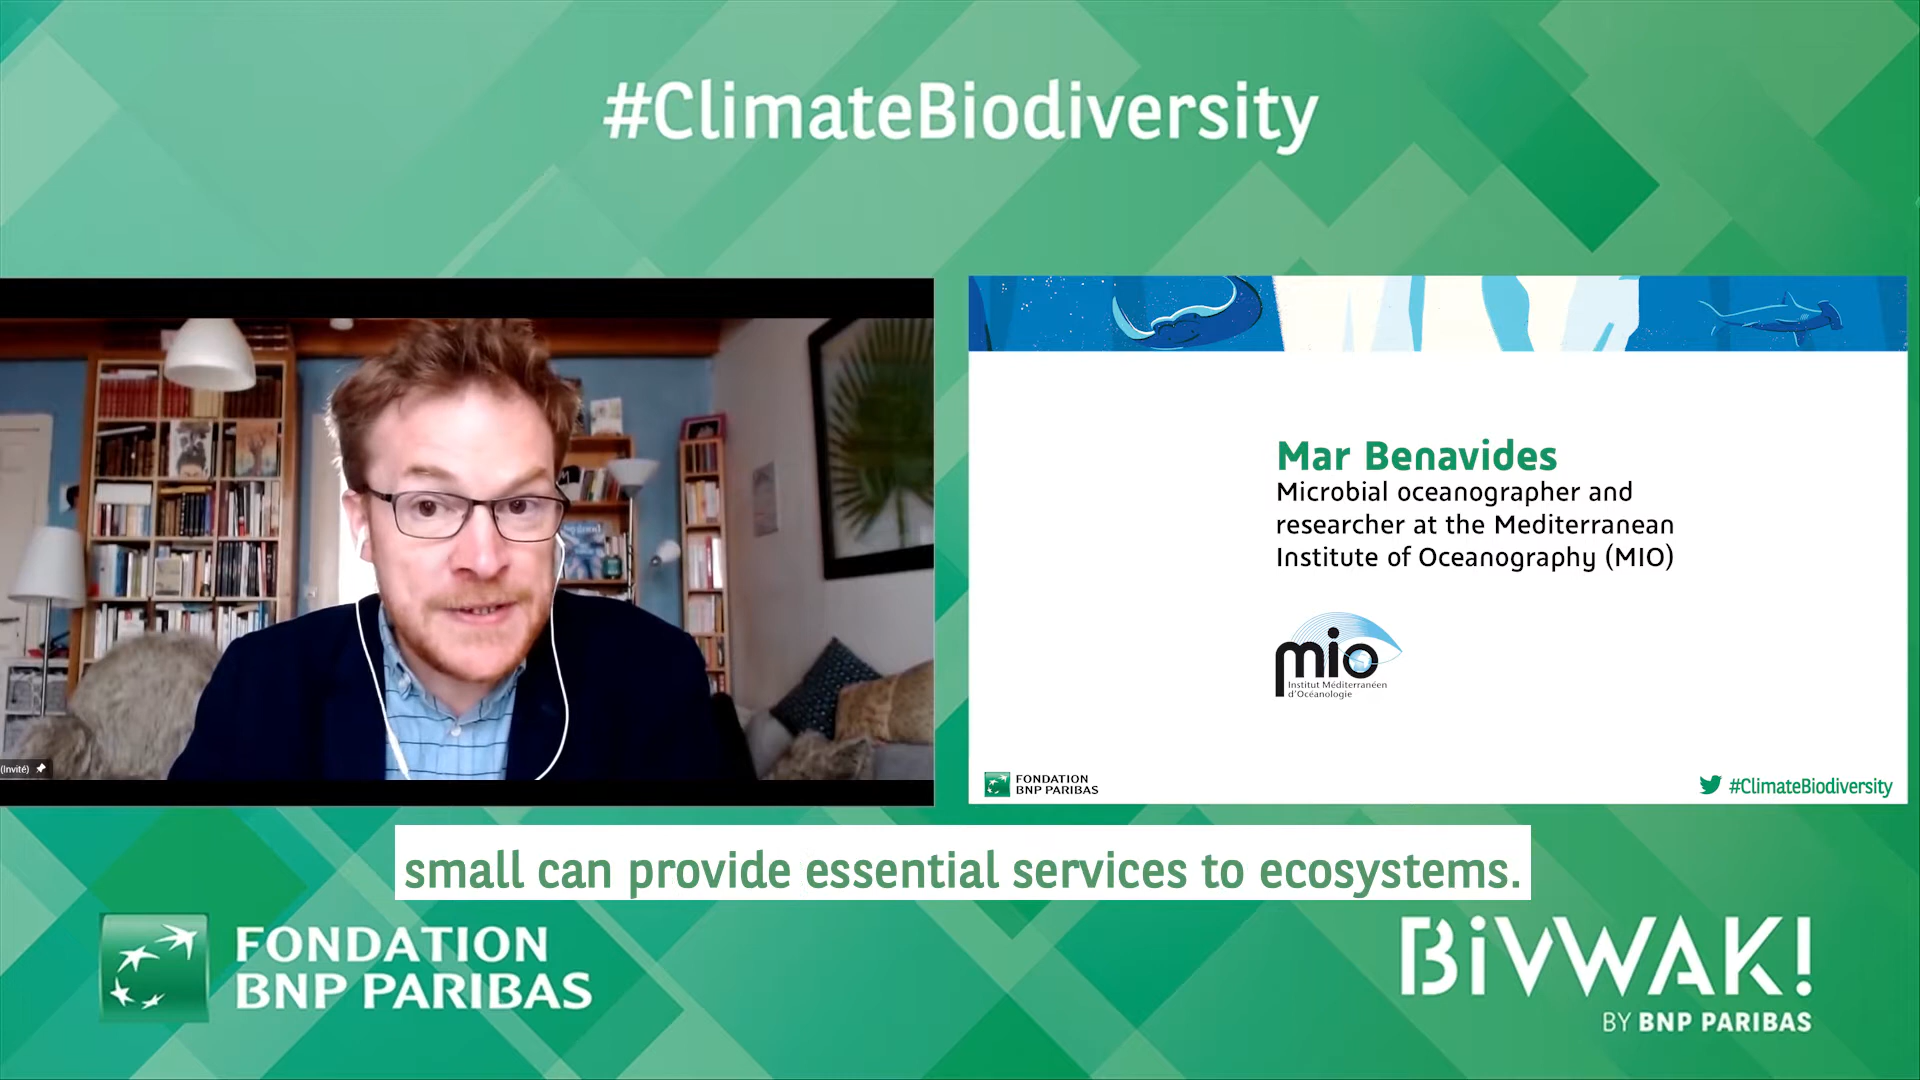 #ClimateBiodiversity
(Invité)
Mar Benavides
Microbial oceanographer and
researcher at the Mediterranean
Institute of Oceanography (MIO)
mio
Institut Méditerranéen
d'Océanologie
FONDATION
BNP PARIBAS
#ClimateBiodiversity
small can provide essential services to ecosystems.
FONDATION
BNP PARIBAS
BiVWAK!
BY BNP PARIBAS